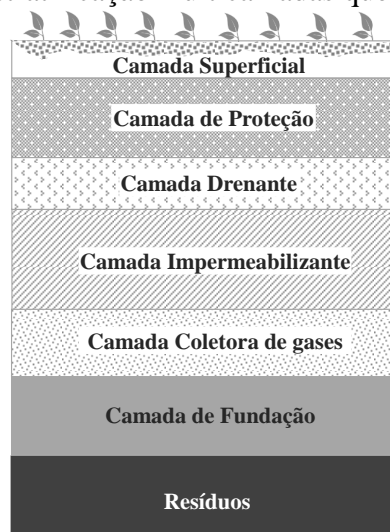 Camada Superficial
Camada de Proteção
Camada Drenante
Camada Impermeabilizante
Camada Coletora de gases
Camada de Fundação
Resíduos